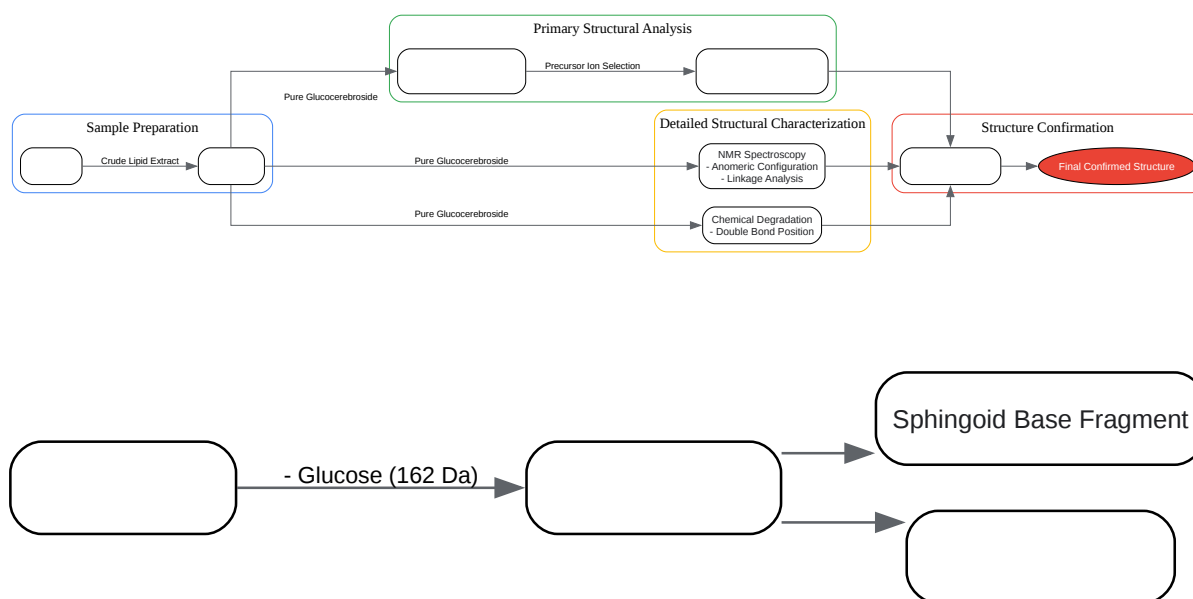 Primary Structural Analysis
Precursor Ion Selection
Pure Glucocerebroside
Sample Preparation
Crude Lipid Extract
Pure Glucocerebroside
Pure Glucocerebroside
Detailed Structural Characterization
NMR Spectroscopy
- Anomeric Configuration
- Linkage Analysis
Chemical Degradation
- Double Bond Position
Structure Confirmation
Final Confirmed Structure
- Glucose (162 Da)
Sphingoid Base Fragment